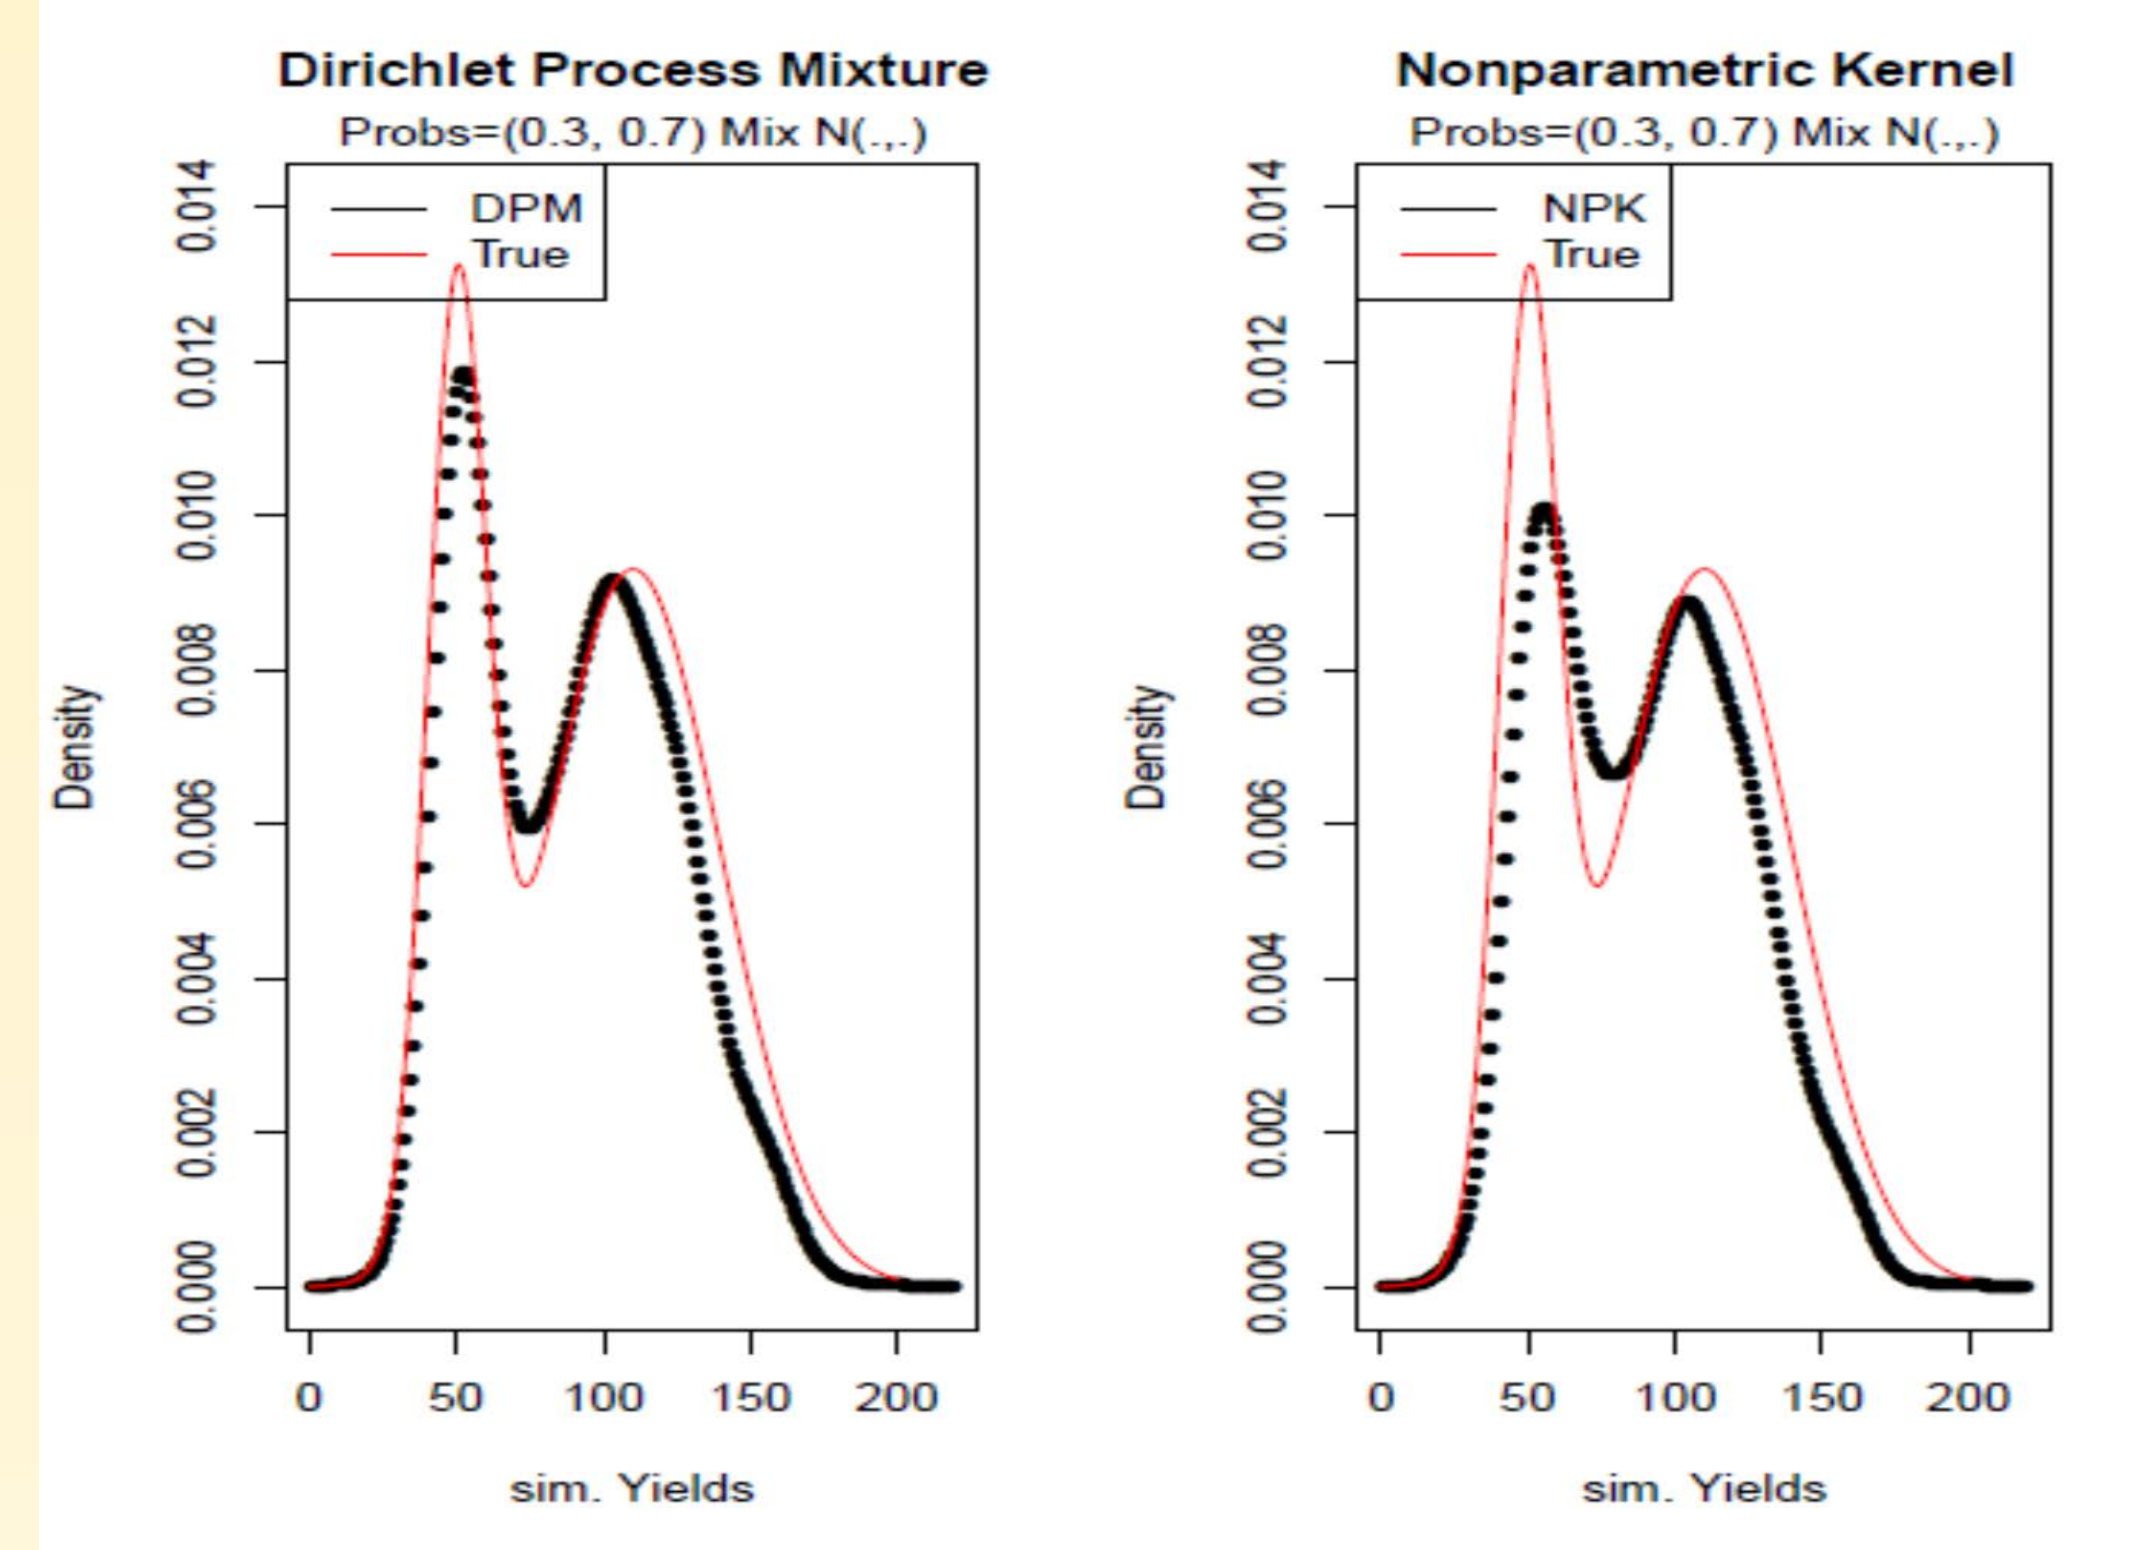 Dirichlet Process Mixture
Probs=(0.3, 0.7) Mix N(.,.)
DPM
True
Density
0.014
0.012
0.010
0.008
0.006
0.004
0.002
0.000
0 50 100 150 200
sim. Yields
Nonparametric Kernel
Probs=(0.3, 0.7) Mix N(.,.)
NPK
True
Density
0.014
0.012
0.010
0.008
0.006
0.004
0.002
0.000
0 50 100 150 200
sim. Yields